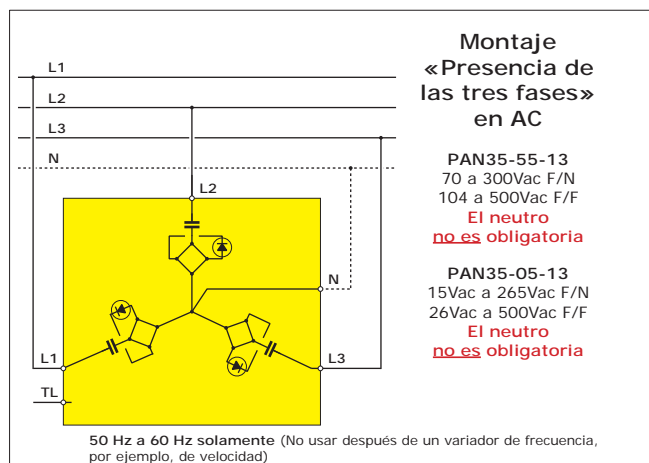 Montaje
«Presencia de
las tres fases»
en AC
PAN35-55-13
70 a 300Vac F/N
104 a 500Vac F/F
El neutro
no es obligatoria
PAN35-05-13
15Vac a 265Vac F/N
26Vac a 500Vac F/F
El neutro
no es obligatoria
L1
L2
L3
N
L2
N
L1
L3
TL
50 Hz a 60 Hz solamente (No usar después de un variador de frecuencia,
por ejemplo, de velocidad)